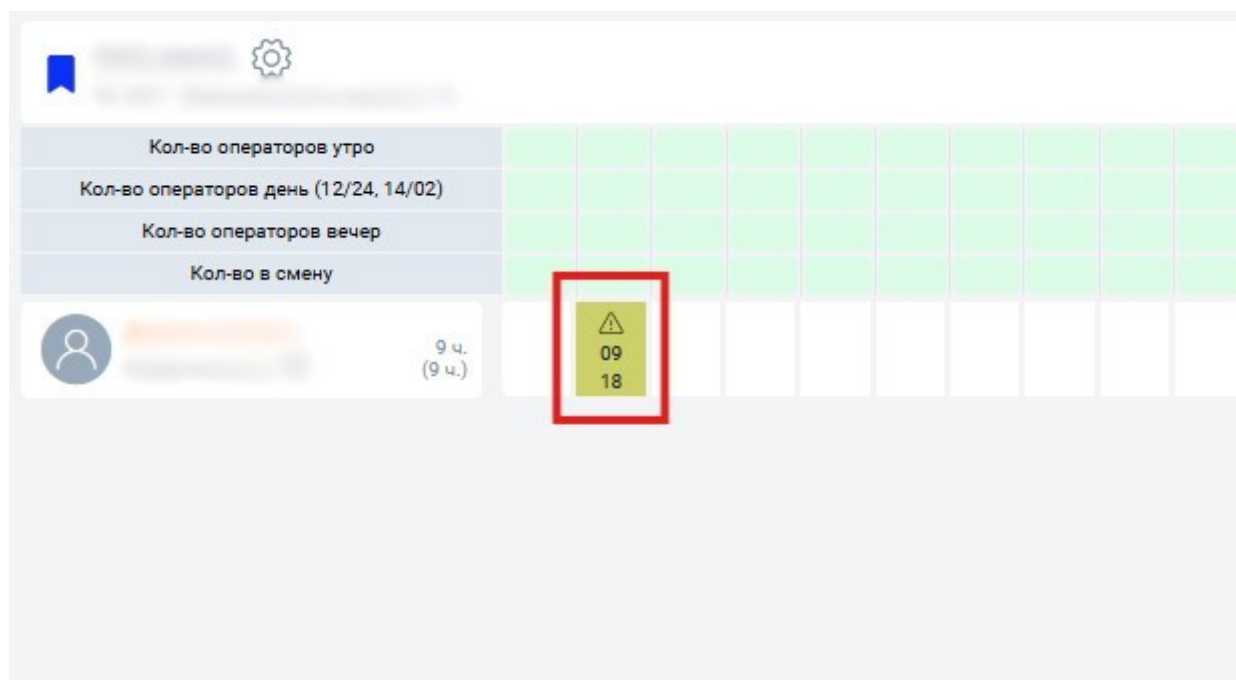 Кол-во операторов утро
Кол-во операторов день (12/24, 14/02)
Кол-во операторов вечер
Кол-во в смену
9 ч.
(9 ч.)
09
18